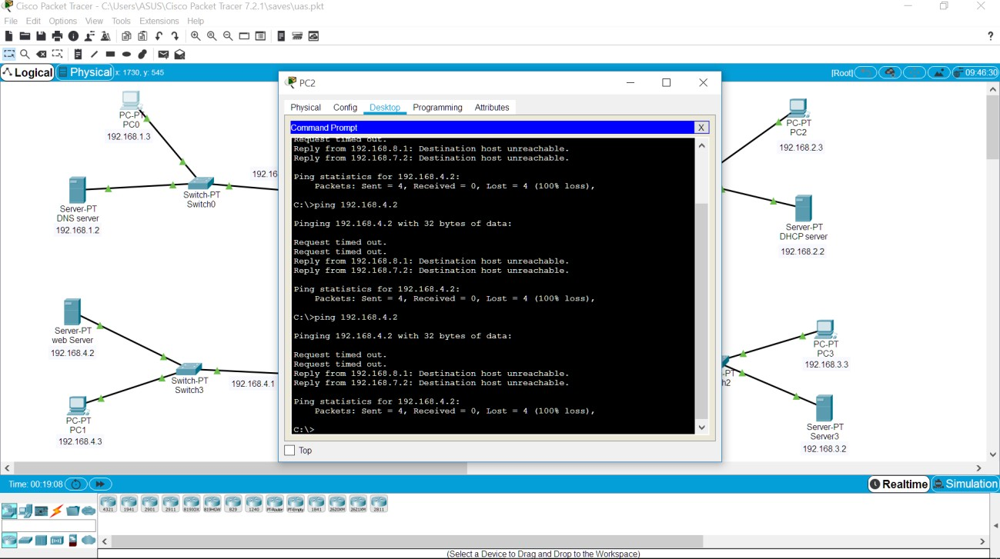 Cisco Packet Tracer - C:\Users\ASUS\Cisco Packet Tracer 7.2.1\saves\uas.pkt
File Edit Options View Tools Extensions Help
?
Logical Physical x: 1730, y: 545 [Root] 09:46:30
PC-PT
PC0
192.168.1.3
Server-PT
DNS server
192.168.1.2
Switch-PT
Switch0
192.16
Server-PT
web Server
192.168.4.2
Switch-PT
Switch3
192.168.4.1
PC-PT
PC1
192.168.4.3
PC2
Physical Config Desktop Programming Attributes
Command Prompt X
Request timed out.
Reply from 192.168.8.1: Destination host unreachable.
Reply from 192.168.7.2: Destination host unreachable.
Ping statistics for 192.168.4.2:
Packets: Sent = 4, Received = 0, Lost = 4 (100% loss),
C:\>ping 192.168.4.2
Pinging 192.168.4.2 with 32 bytes of data:
Request timed out.
Request timed out.
Reply from 192.168.8.1: Destination host unreachable.
Reply from 192.168.7.2: Destination host unreachable.
Ping statistics for 192.168.4.2:
Packets: Sent = 4, Received = 0, Lost = 4 (100% loss),
C:\>ping 192.168.4.2
Pinging 192.168.4.2 with 32 bytes of data:
Request timed out.
Request timed out.
Reply from 192.168.8.1: Destination host unreachable.
Reply from 192.168.7.2: Destination host unreachable.
Ping statistics for 192.168.4.2:
Packets: Sent = 4, Received = 0, Lost = 4 (100% loss),
C:\>
Top
PC-PT
PC2
192.168.2.3
Server-PT
DHCP server
192.168.2.2
PC-PT
PC3
192.168.3.3
-PT
h2
Server-PT
Server3
192.168.3.2
Time: 00:19:08 Realtime Simulation
4321 1941 2901 2911 819IOX 819HGW 829 1240 PT-Router PT-Empty 1841 2620XM 2621XM 2811
(Select a Device to Drag and Drop to the Workspace)